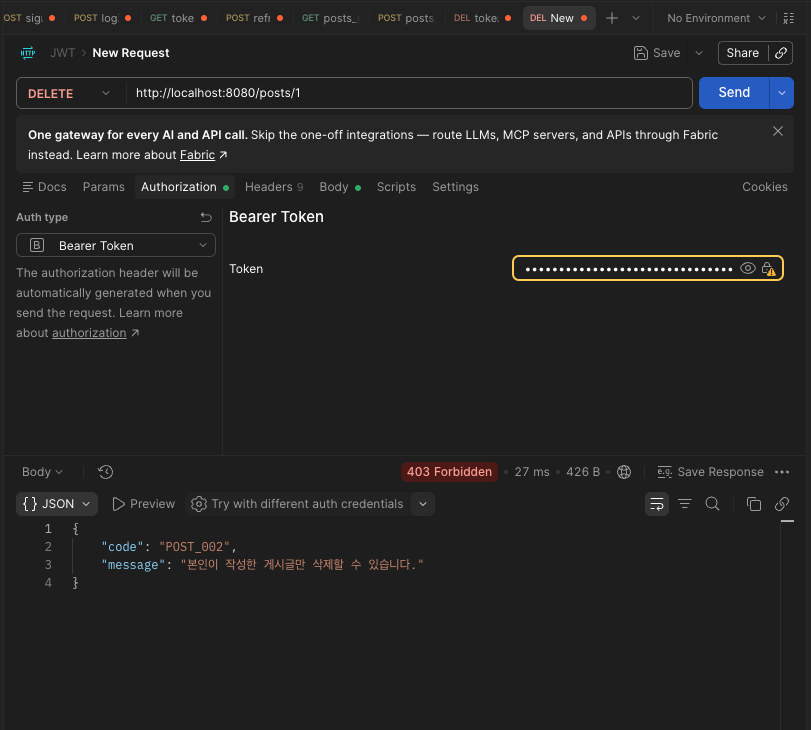 OST sig
POST log
GET toke
POST refr
GET posts_
POST posts
DEL toke
DEL New
No Environment
HTTP JWT > New Request
Save
Share
DELETE
http://localhost:8080/posts/1
Send
One gateway for every AI and API call. Skip the one-off integrations — route LLMs, MCP servers, and APIs through Fabric
instead. Learn more about Fabric ↗
Docs Params Authorization Headers 9 Body Scripts Settings Cookies
Auth type
Bearer Token
B Bearer Token
The authorization header will be
automatically generated when you
send the request. Learn more
about authorization ↗
Token
Body
403 Forbidden • 27 ms • 426 B
e.g. Save Response
{} JSON
Preview
Try with different auth credentials
1 {
2 "code": "POST_002",
3 "message": "본인이 작성한 게시글만 삭제할 수 있습니다."
4 }